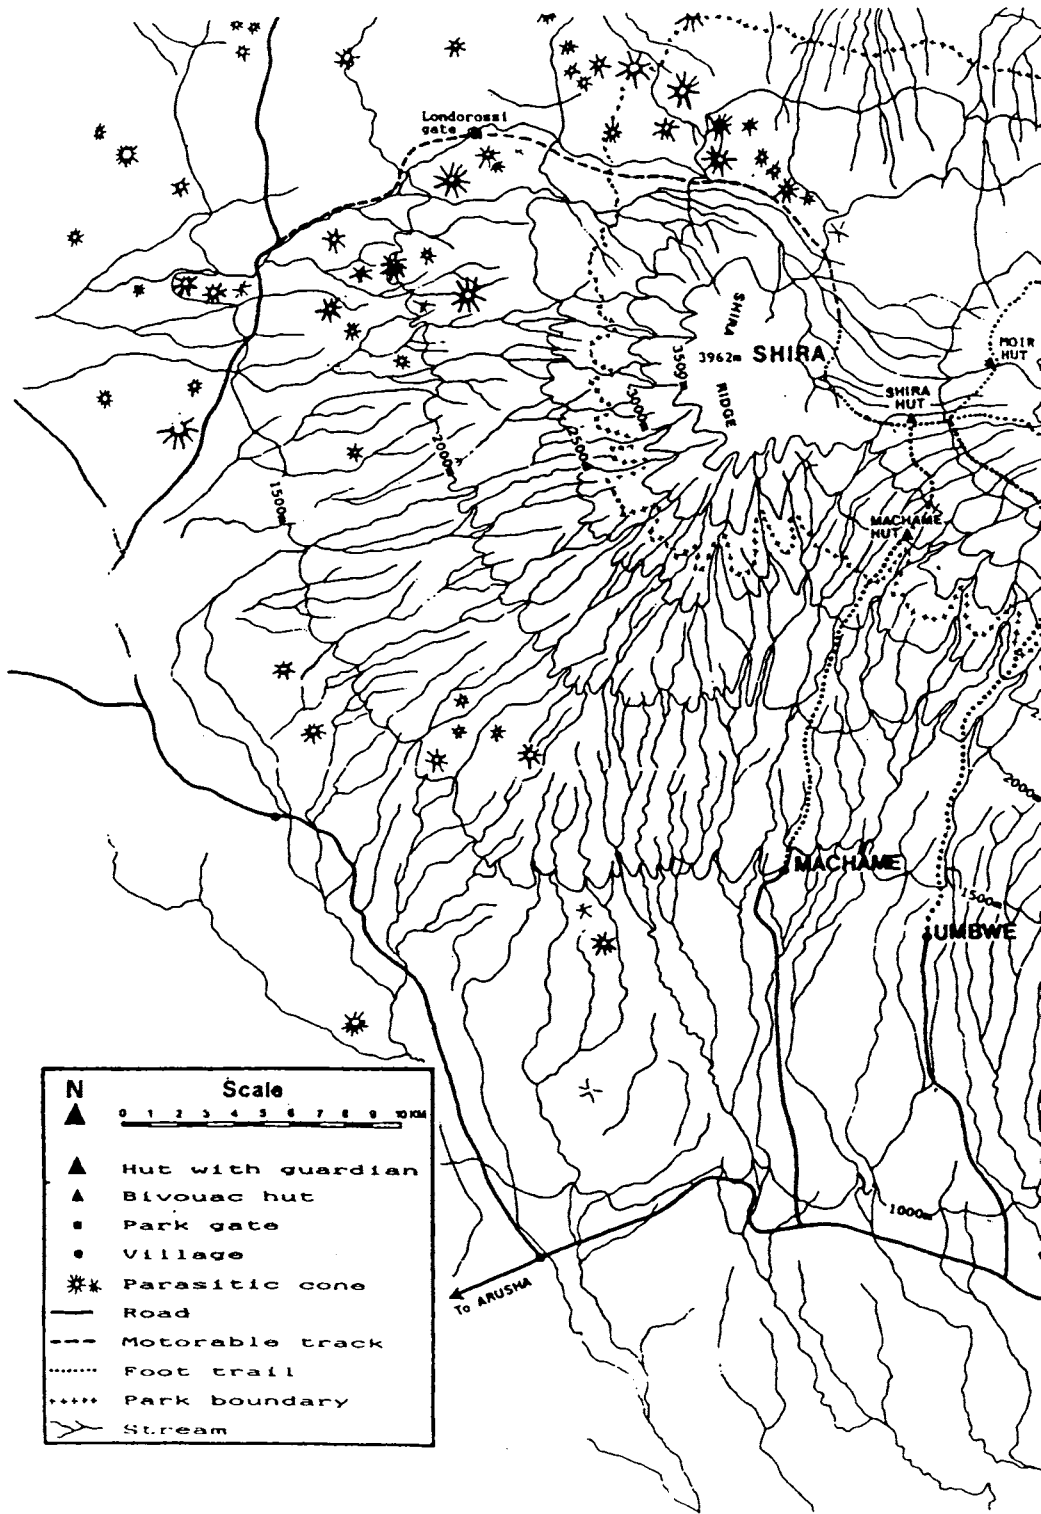 Londorossi
gate
SHIRA
RIDGE
3962m SHIRA
3509m
3000m
2500m
2000m
1500m
MOIR
HUT
SHIRA
HUT
MACHAME
HUT
2000m
MACHAME
1500m
UMBWE
1000m
To ARUSHA
N Scale
0 1 2 3 4 5 6 7 8 9 10 KM
Hut with guardian
Bivouac hut
Park gate
Village
Parasitic cone
Road
Motorable track
Foot trail
Park boundary
Stream